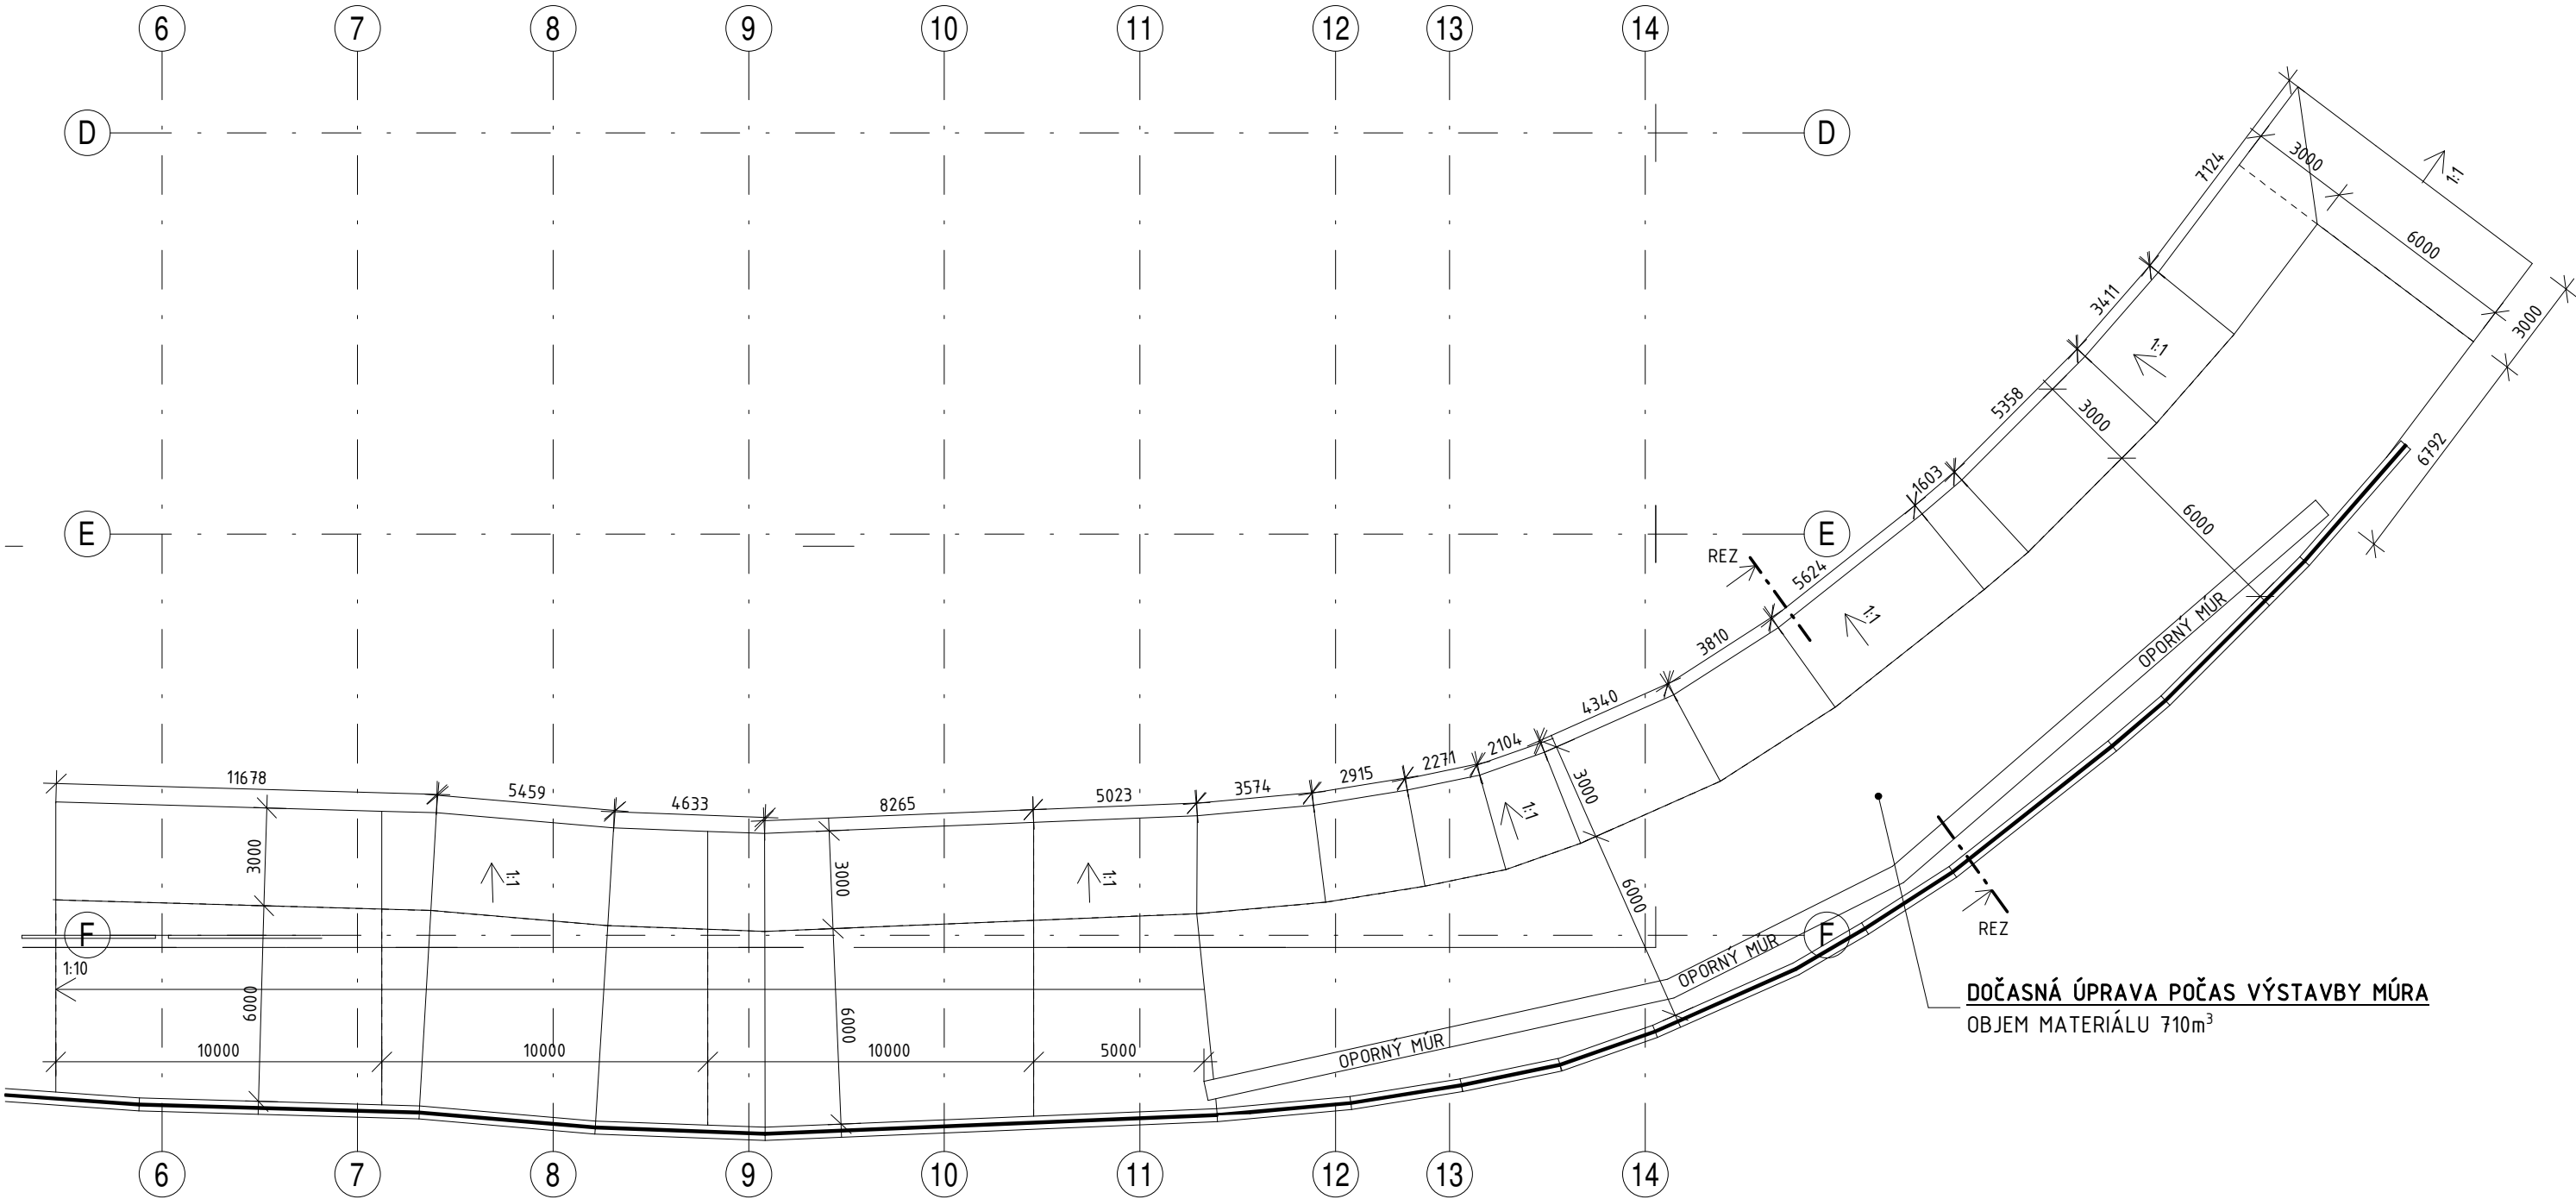 6 7 8 9 10 11 12 13 14
D D
3000
1:1
7124
6000
3411
3000
1:1
5358
3000
6792
1603
6000
E E
REZ
5624
1:1
3810
OPORNÝ MÚR
4340
2104
2271
2915
3574
5023
8265
4633
5459
11678
3000
3000
3000
1:1
1:1
1:1
6000
F F
REZ
OPORNÝ MÚR
1:10
6000
6000
DOČASNÁ ÚPRAVA POČAS VÝSTAVBY MÚRA
OBJEM MATERIÁLU 710m³
10000 10000 10000 5000
OPORNÝ MÚR
6 7 8 9 10 11 12 13 14